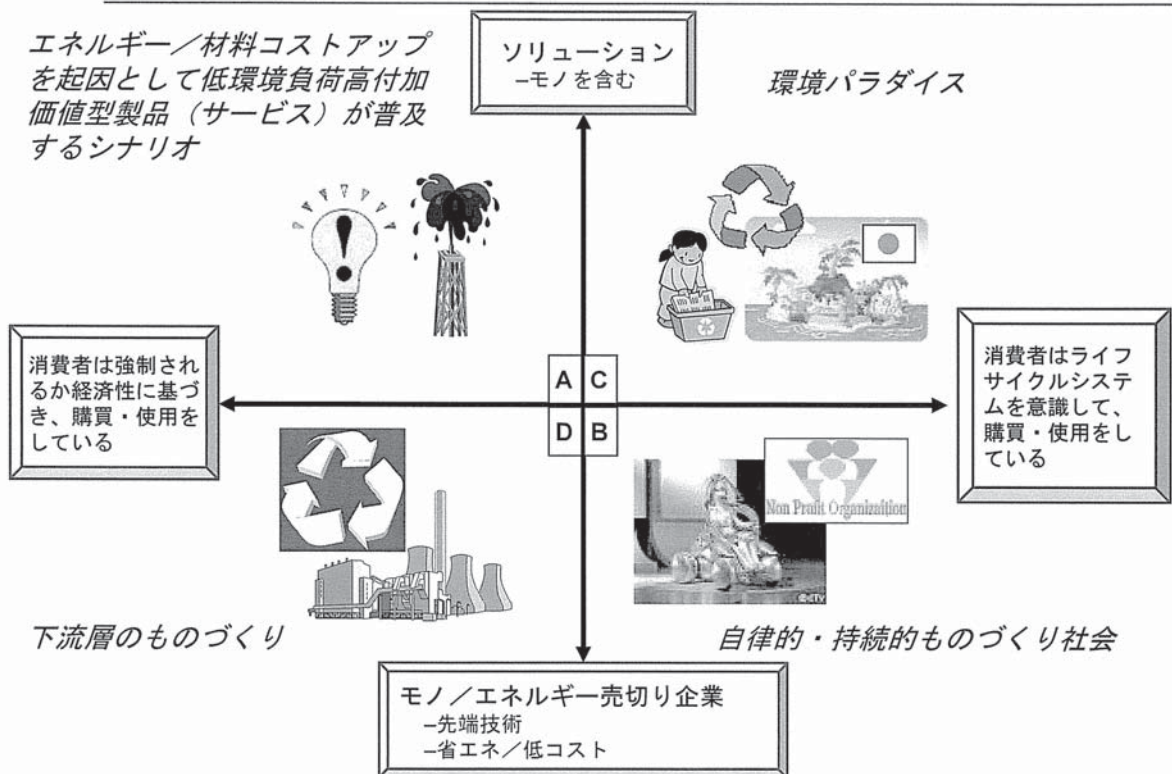 エネルギー／材料コストアップ
を起因として低環境負荷高付加
価値型製品（サービス）が普及
するシナリオ
ソリューション
–モノを含む
環境パラダイス
消費者は強制され
るか経済性に基づ
き、購買・使用を
している
A C
D B
消費者はライフ
サイクルシステ
ムを意識して、
購買・使用をし
ている
Non Profit Organizaition
下流層のものづくり
自律的・持続的ものづくり社会
モノ／エネルギー売切り企業
–先端技術
–省エネ／低コスト